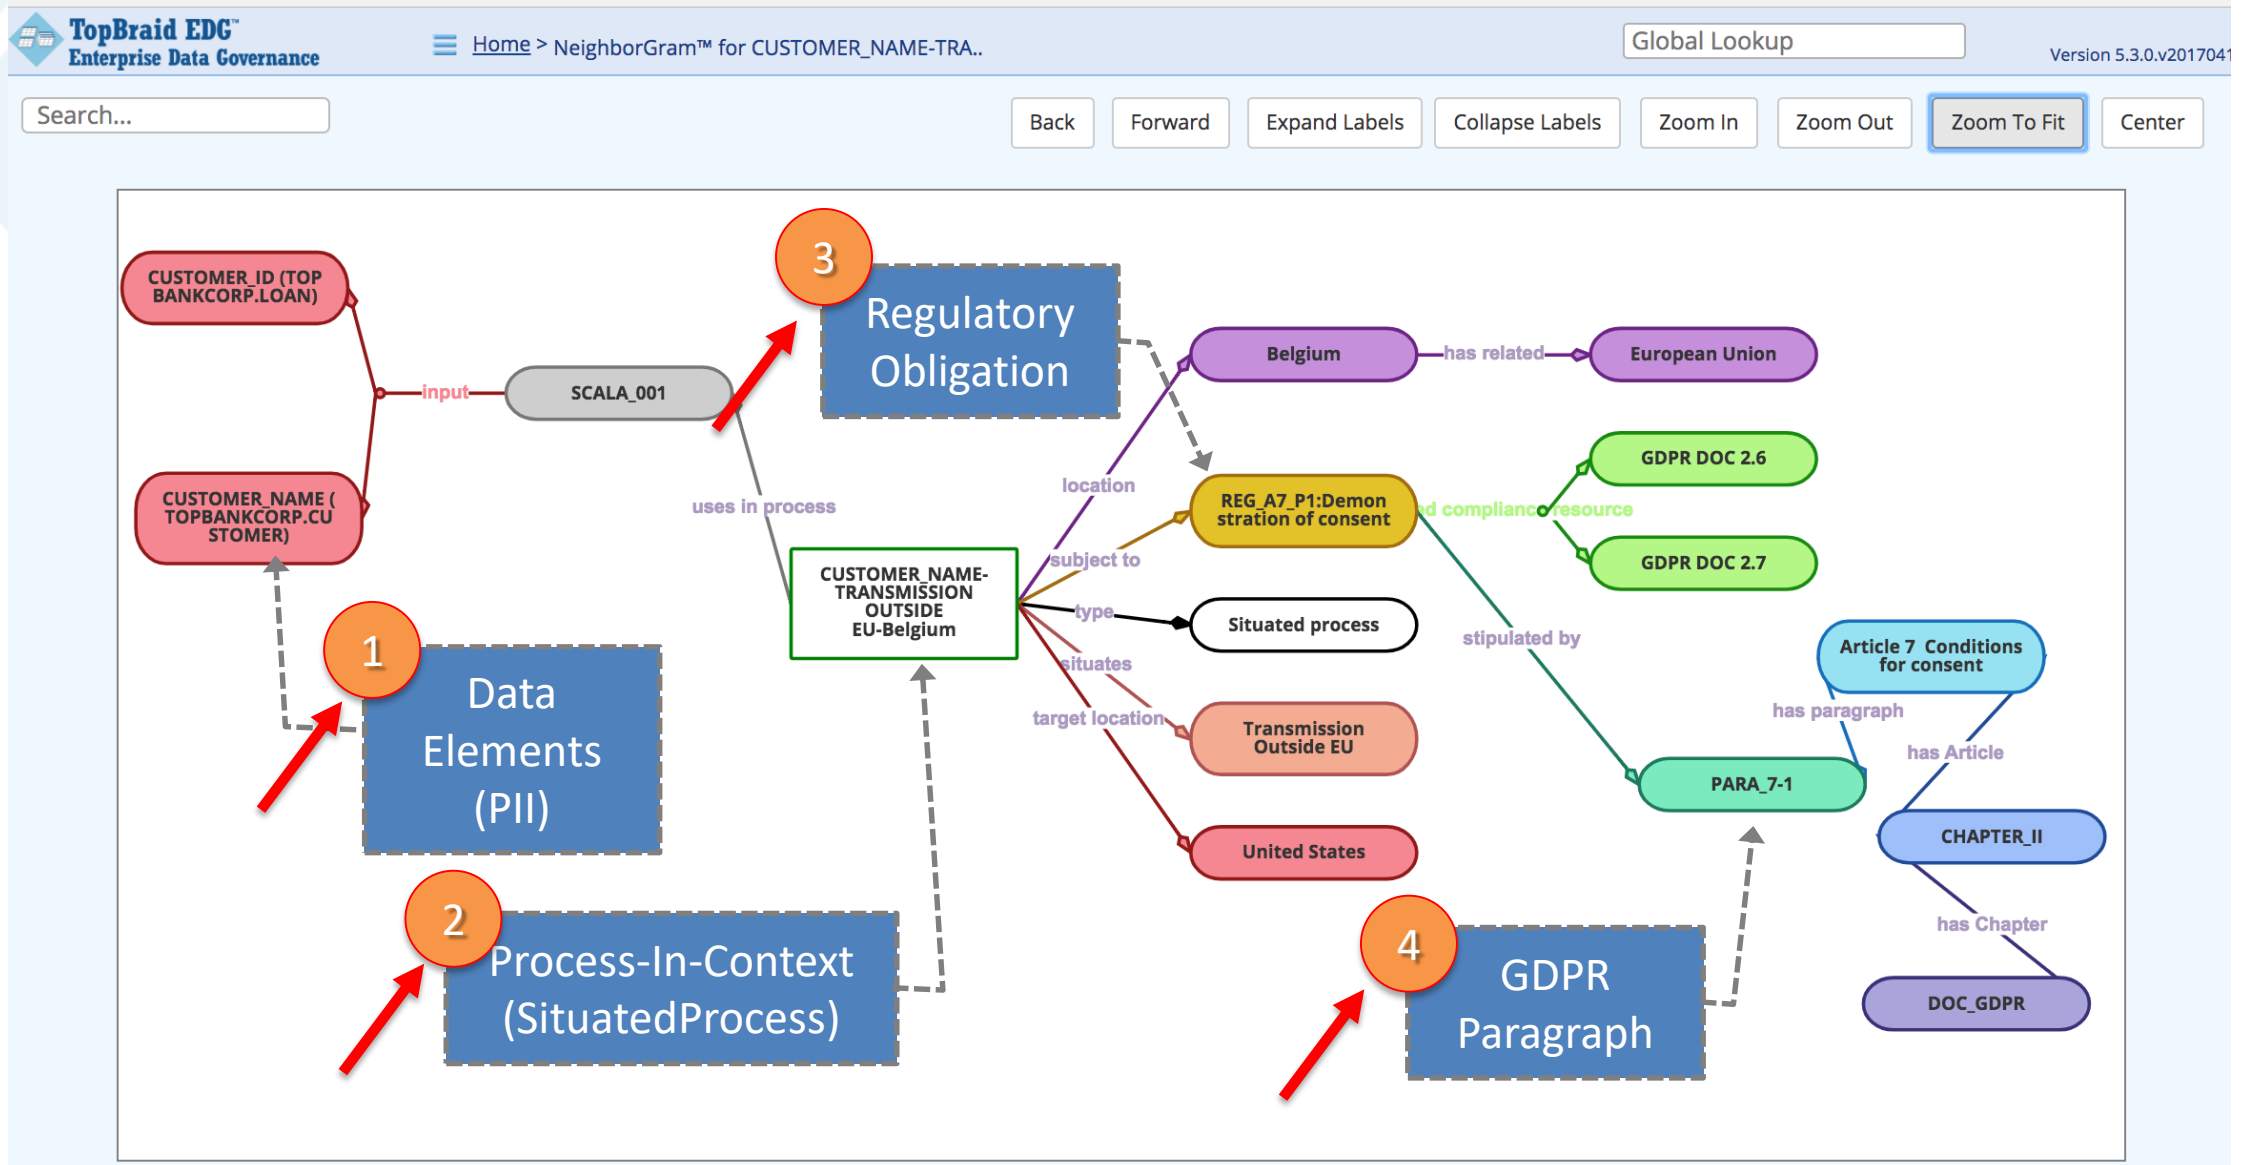 TopBraid EDG™
Enterprise Data Governance
Home > NeighborGram™ for CUSTOMER_NAME-TRA..
Global Lookup
Version 5.3.0.v2017041
Search...
Back
Forward
Expand Labels
Collapse Labels
Zoom In
Zoom Out
Zoom To Fit
Center
CUSTOMER_ID (TOP
BANKCORP.LOAN)
input
SCALA_001
CUSTOMER_NAME (
TOPBANKCORP.CU
STOMER)
uses in process
3
Regulatory
Obligation
Belgium
has related
European Union
location
GDPR DOC 2.6
REG_A7_P1:Demon
stration of consent
ed compliance resource
GDPR DOC 2.7
subject to
CUSTOMER_NAME-
TRANSMISSION
OUTSIDE
EU-Belgium
type
Situated process
stipulated by
Article 7 Conditions
for consent
situates
has paragraph
target location
Transmission
Outside EU
has Article
PARA_7-1
United States
CHAPTER_II
has Chapter
DOC_GDPR
1
Data
Elements
(PII)
2
Process-In-Context
(SituatedProcess)
4
GDPR
Paragraph